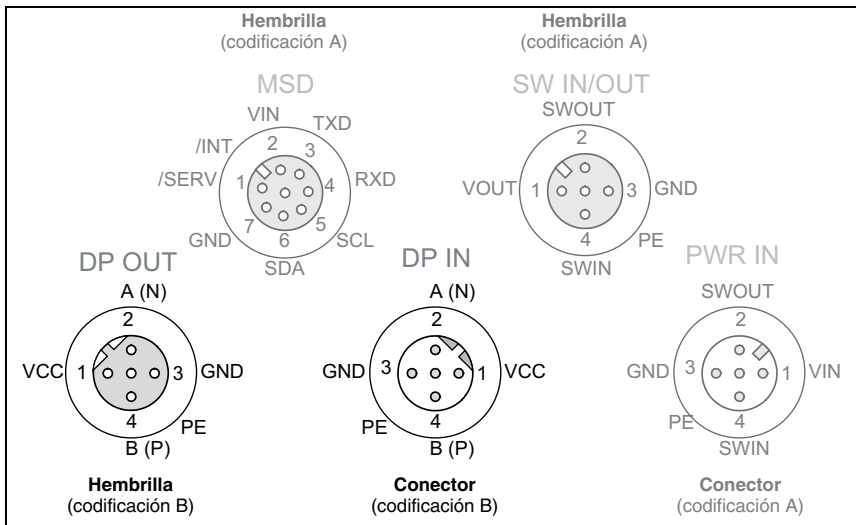 Hembrilla
(codificación A)
Hembrilla
(codificación A)
MSD
SW IN/OUT
VIN
TXD
/INT
2
3
/SERV
1
4
RXD
7
5
GND
6
SCL
SDA
SWOUT
2
VOUT
1
3
GND
4
PE
SWIN
DP OUT
A (N)
2
VCC
1
3
GND
4
PE
B (P)
Hembrilla
(codificación B)
DP IN
A (N)
2
GND
3
1
VCC
PE
4
B (P)
Conector
(codificación B)
PWR IN
SWOUT
2
GND
3
1
VIN
PE
4
SWIN
Conector
(codificación A)